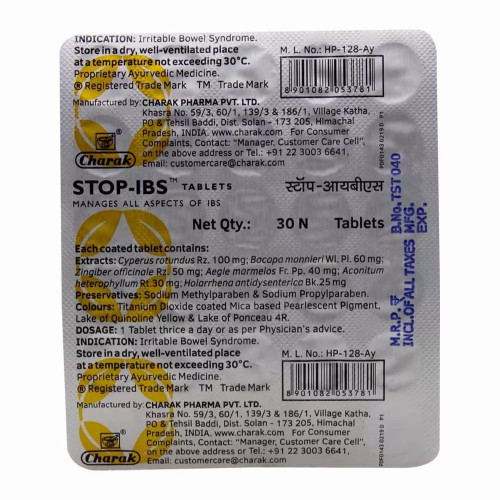 INDICATION: Irritable Bowel Syndrome.
Store in a dry, well-ventilated place
at a temperature not exceeding 30°C.
Proprietary Ayurvedic Medicine.
® Registered Trade Mark TM Trade Mark
M. L. No.: HP-128-Ay
8 901082 053781
Manufactured by: CHARAK PHARMA PVT. LTD.
Khasra No. 59/3, 60/1, 139/3 & 186/1, Village Katha,
PO & Tehsil Baddi, Dist. Solan - 173 205, Himachal
Pradesh, INDIA. www.charak.com For Consumer
Complaints, Contact: "Manager, Customer Care Cell",
on the above address or Tel.: +91 22 3003 6641,
Email: customercare@charak.com
Charak
STOP-IBS™ TABLETS
स्टॉप-आयबीएस
MANAGES ALL ASPECTS OF IBS
Net Qty.: 30 N Tablets
Each coated tablet contains:
Extracts: Cyperus rotundus Rz. 100 mg; Bacopa monnieri Wl. Pl. 60 mg;
Zingiber officinale Rz. 50 mg; Aegle marmelos Fr. Pp. 40 mg; Aconitum
heterophyllum Rt. 30 mg; Holarrhena antidysenterica Bk. 25 mg
Preservatives: Sodium Methylparaben & Sodium Propylparaben.
Colours: Titanium Dioxide coated Mica based Pearlescent Pigment,
Lake of Quinoline Yellow & Lake of Ponceau 4R.
DOSAGE: 1 Tablet thrice a day or as per Physician's advice.
INDICATION: Irritable Bowel Syndrome.
Store in a dry, well-ventilated place
at a temperature not exceeding 30°C.
Proprietary Ayurvedic Medicine.
® Registered Trade Mark TM Trade Mark
M. L. No.: HP-128-Ay
8 901082 053781
Manufactured by: CHARAK PHARMA PVT. LTD.
Khasra No. 59/3, 60/1, 139/3 & 186/1, Village Katha,
PO & Tehsil Baddi, Dist. Solan - 173 205, Himachal
Pradesh, INDIA. www.charak.com For Consumer
Complaints, Contact: "Manager, Customer Care Cell",
on the above address or Tel.: +91 22 3003 6641,
Email: customercare@charak.com
Charak
B.No. TST040
MFG.
EXP.
M.R.P. ₹
INCL.OF ALL TAXES